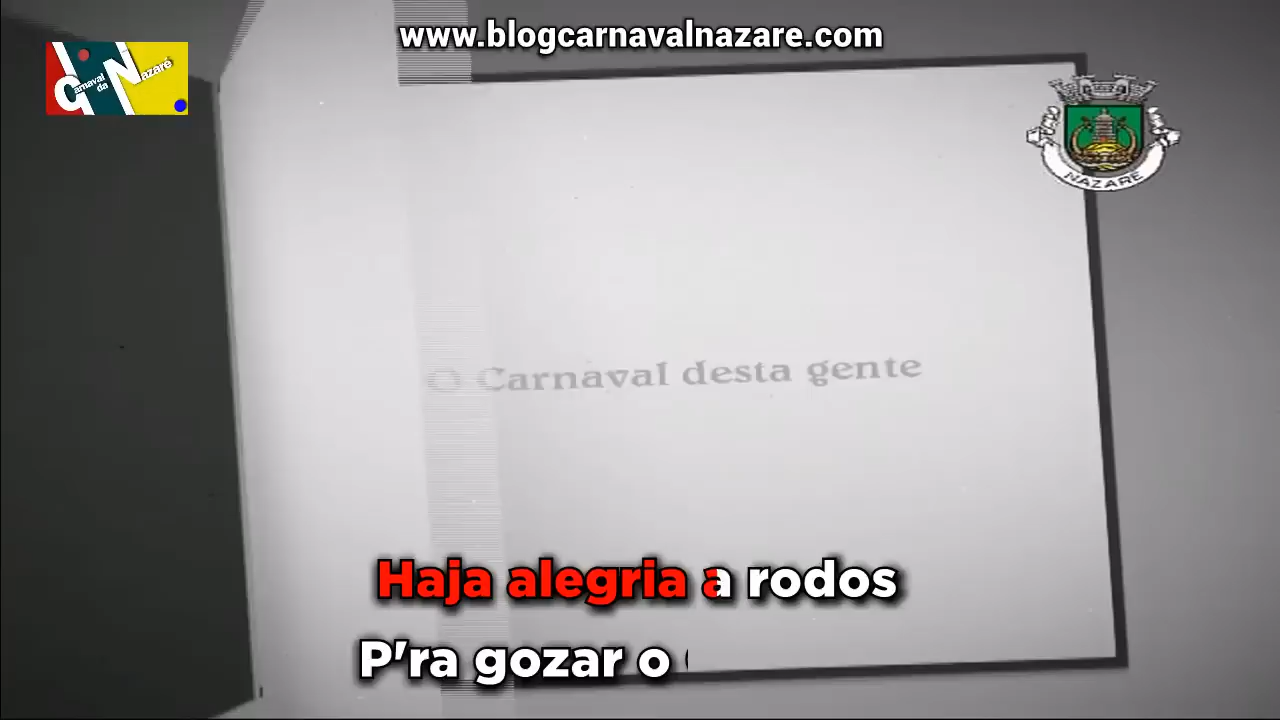 www.blogcarnavalnazare.com
Carnaval da Nazaré
NAZARÉ
O Carnaval desta gente
Haja alegria a rodos
P'ra gozar o